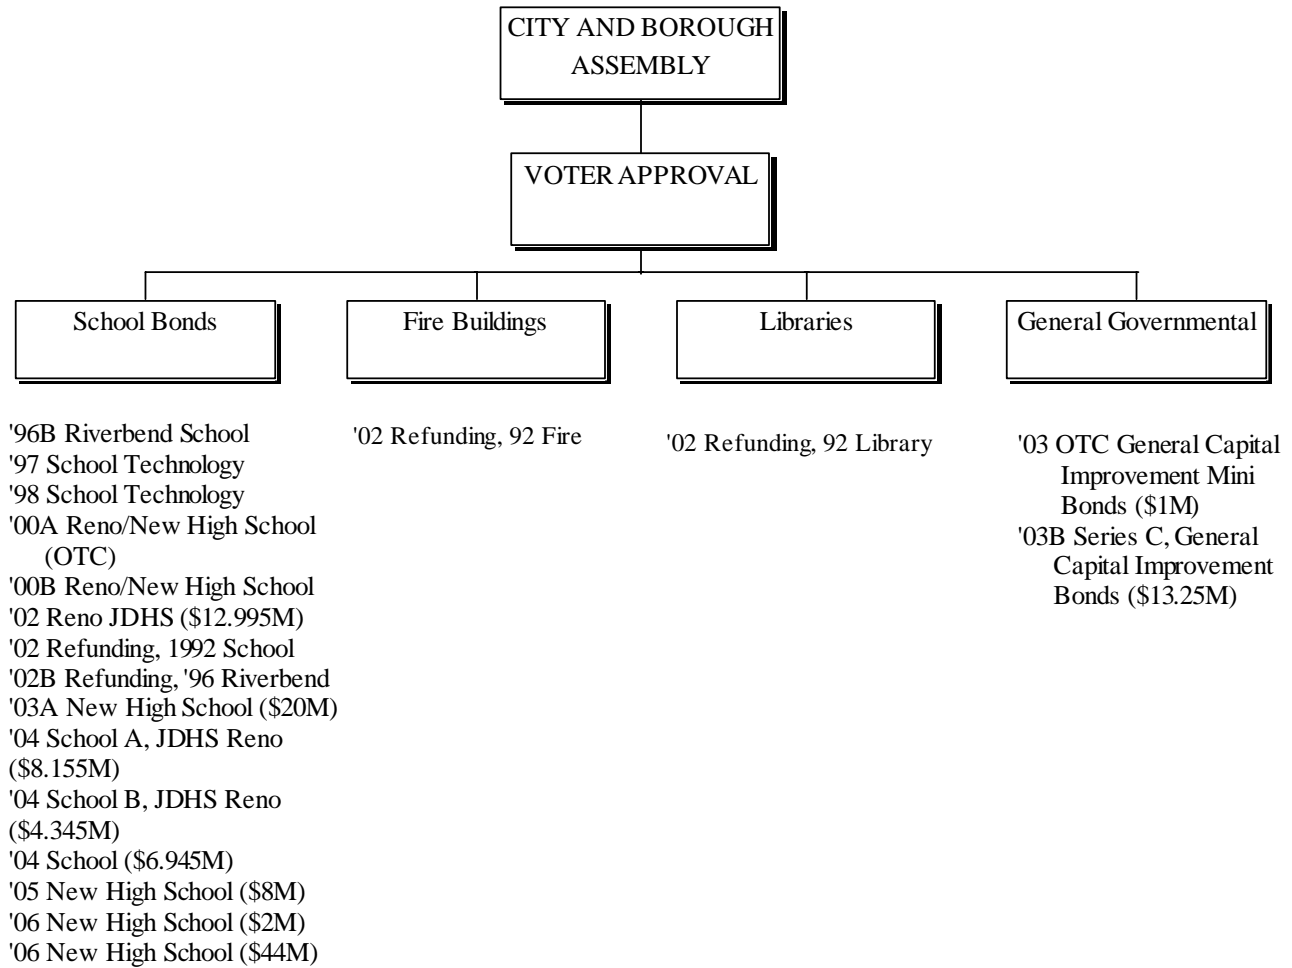 CITY AND BOROUGH
ASSEMBLY
VOTER APPROVAL
School Bonds
Fire Buildings
Libraries
General Governmental
'96B Riverbend School
'97 School Technology
'98 School Technology
'00A Reno/New High School
(OTC)
'00B Reno/New High School
'02 Reno JDHS ($12.995M)
'02 Refunding, 1992 School
'02B Refunding, '96 Riverbend
'03A New High School ($20M)
'04 School A, JDHS Reno
($8.155M)
'04 School B, JDHS Reno
($4.345M)
'04 School ($6.945M)
'05 New High School ($8M)
'06 New High School ($2M)
'06 New High School ($44M)
'02 Refunding, 92 Fire
'02 Refunding, 92 Library
'03 OTC General Capital
Improvement Mini
Bonds ($1M)
'03B Series C, General
Capital Improvement
Bonds ($13.25M)